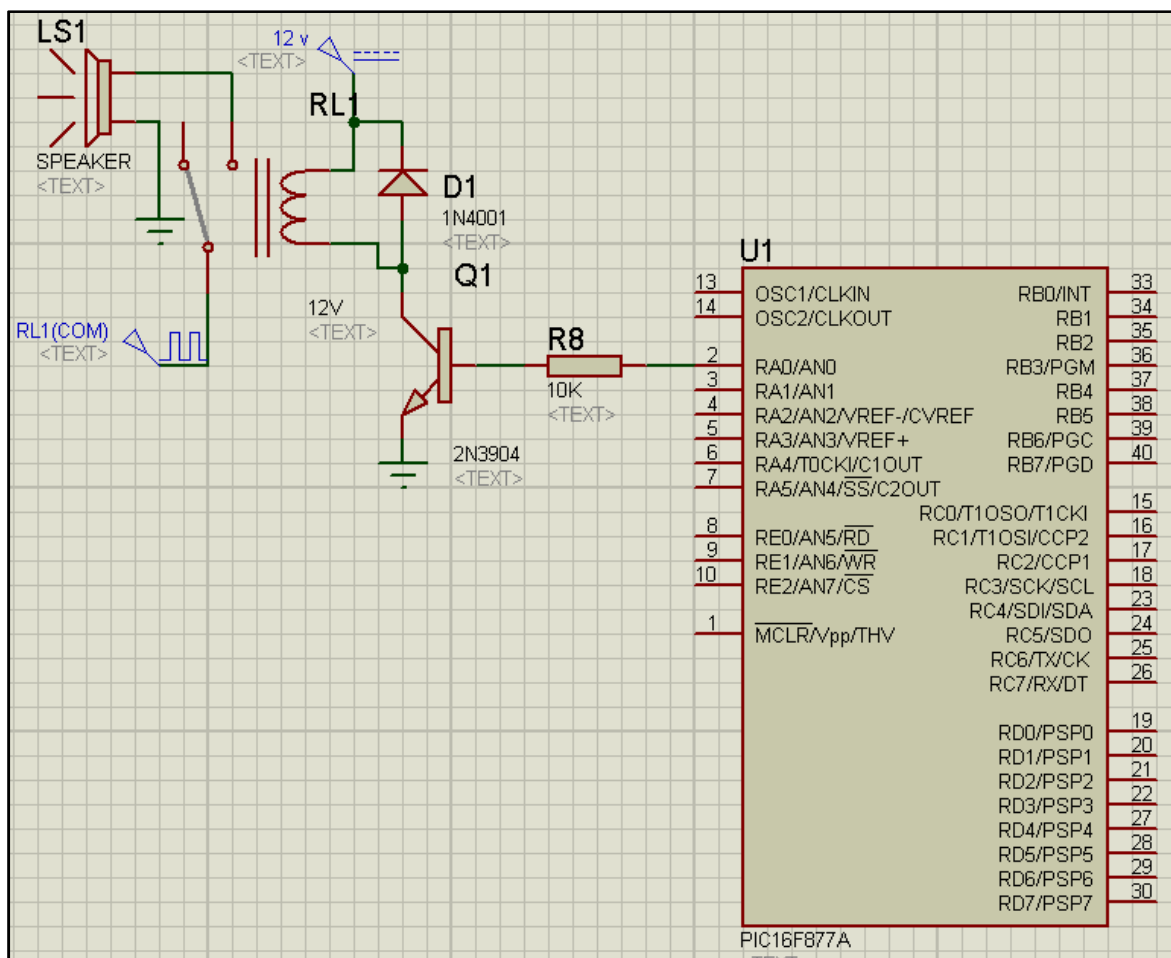 LS1
SPEAKER
<TEXT>
12 v
<TEXT>
RL1
12V
<TEXT>
D1
1N4001
<TEXT>
Q1
2N3904
<TEXT>
RL1(COM)
<TEXT>
R8
10K
<TEXT>
U1
13 OSC1/CLKIN
14 OSC2/CLKOUT
2 RA0/AN0
3 RA1/AN1
4 RA2/AN2/VREF-/CVREF
5 RA3/AN3/VREF+
6 RA4/T0CKI/C1OUT
7 RA5/AN4/SS/C2OUT
8 RE0/AN5/RD
9 RE1/AN6/WR
10 RE2/AN7/CS
1 MCLR/Vpp/THV
RB0/INT 33
RB1 34
RB2 35
RB3/PGM 36
RB4 37
RB5 38
RB6/PGC 39
RB7/PGD 40
RC0/T1OSO/T1CKI 15
RC1/T1OSI/CCP2 16
RC2/CCP1 17
RC3/SCK/SCL 18
RC4/SDI/SDA 23
RC5/SDO 24
RC6/TX/CK 25
RC7/RX/DT 26
RD0/PSP0 19
RD1/PSP1 20
RD2/PSP2 21
RD3/PSP3 22
RD4/PSP4 27
RD5/PSP5 28
RD6/PSP6 29
RD7/PSP7 30
PIC16F877A